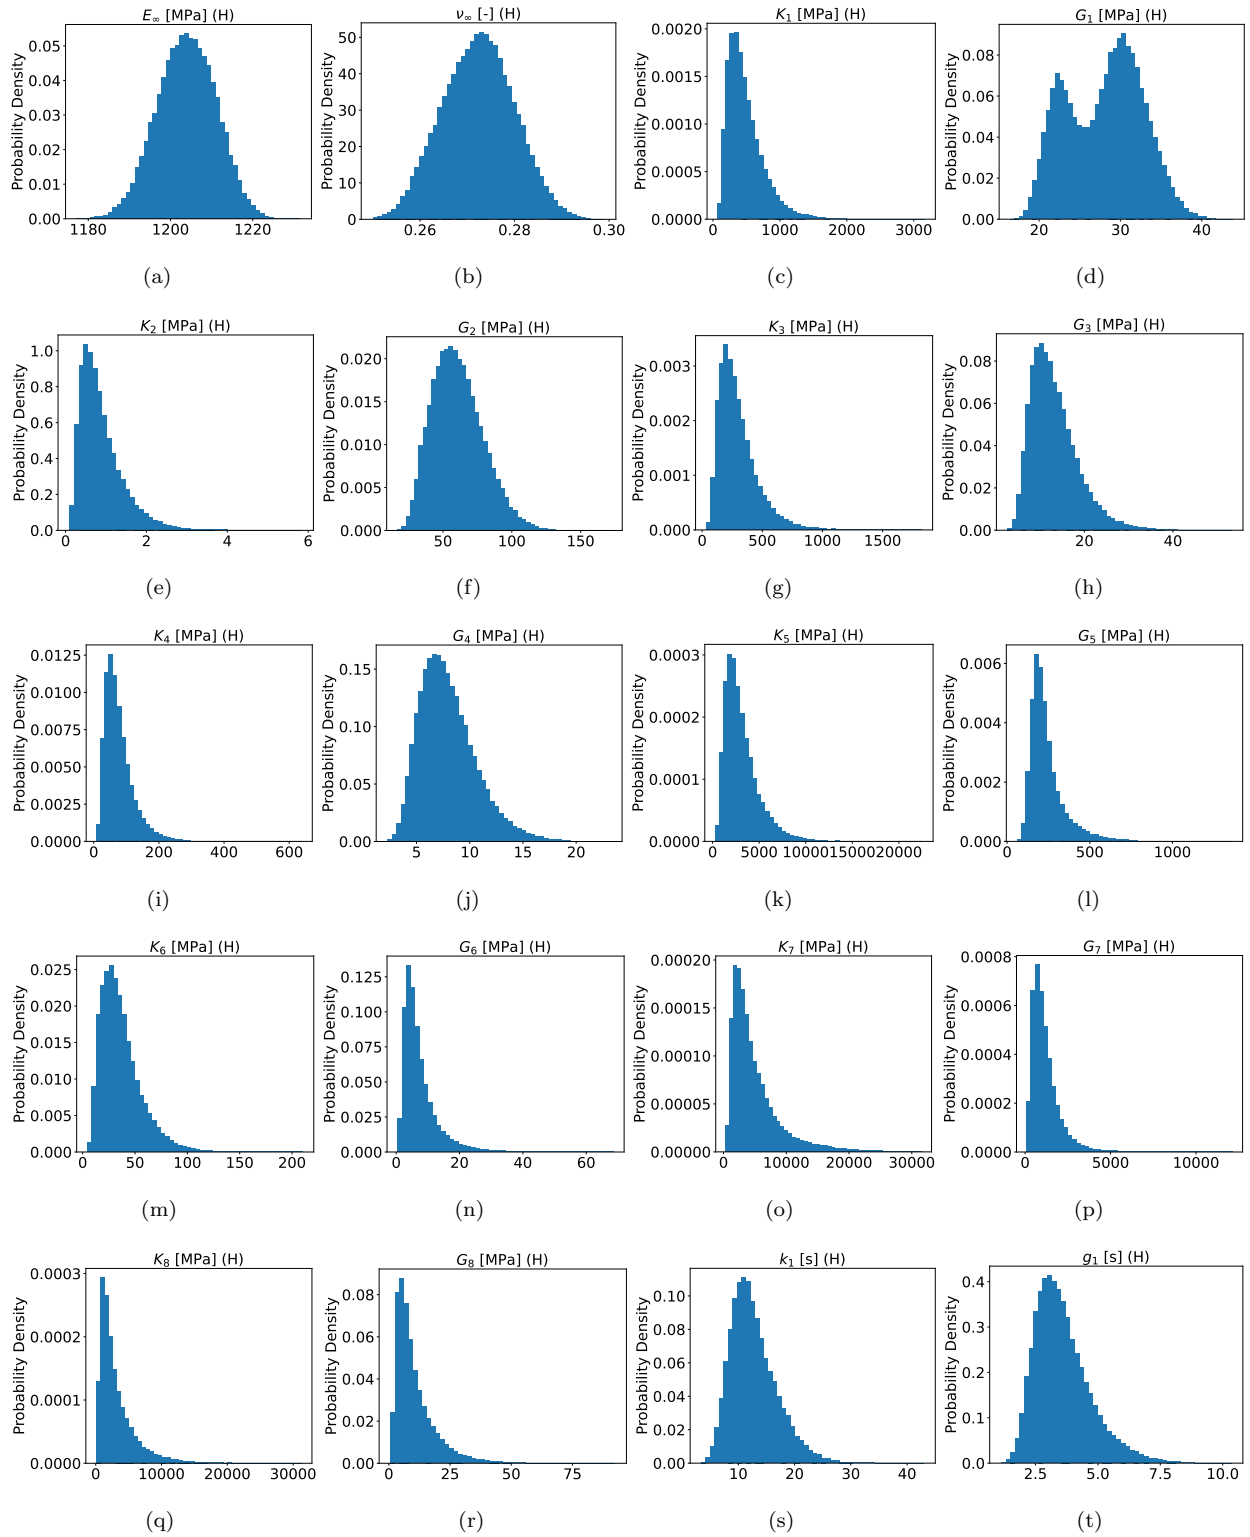 E∞ [MPa] (H)
ν∞ [-] (H)
K1 [MPa] (H)
G1 [MPa] (H)
Probability Density
0.05
0.04
0.03
0.02
0.01
0.00
1180 1200 1220
Probability Density
50
40
30
20
10
0
0.26 0.28 0.30
Probability Density
0.0020
0.0015
0.0010
0.0005
0.0000
0 1000 2000 3000
Probability Density
0.08
0.06
0.04
0.02
0.00
20 30 40
(a)
(b)
(c)
(d)
K2 [MPa] (H)
G2 [MPa] (H)
K3 [MPa] (H)
G3 [MPa] (H)
Probability Density
1.0
0.8
0.6
0.4
0.2
0.0
0 2 4 6
Probability Density
0.020
0.015
0.010
0.005
0.000
50 100 150
Probability Density
0.003
0.002
0.001
0.000
0 500 1000 1500
Probability Density
0.08
0.06
0.04
0.02
0.00
20 40
(e)
(f)
(g)
(h)
K4 [MPa] (H)
G4 [MPa] (H)
K5 [MPa] (H)
G5 [MPa] (H)
Probability Density
0.0125
0.0100
0.0075
0.0050
0.0025
0.0000
0 200 400 600
Probability Density
0.15
0.10
0.05
0.00
5 10 15 20
Probability Density
0.0003
0.0002
0.0001
0.0000
0 5000 10000 15000 20000
Probability Density
0.006
0.004
0.002
0.000
0 500 1000
(i)
(j)
(k)
(l)
K6 [MPa] (H)
G6 [MPa] (H)
K7 [MPa] (H)
G7 [MPa] (H)
Probability Density
0.025
0.020
0.015
0.010
0.005
0.000
0 50 100 150 200
Probability Density
0.125
0.100
0.075
0.050
0.025
0.000
0 20 40 60
Probability Density
0.00020
0.00015
0.00010
0.00005
0.00000
0 10000 20000 30000
Probability Density
0.0008
0.0006
0.0004
0.0002
0.0000
0 5000 10000
(m)
(n)
(o)
(p)
K8 [MPa] (H)
G8 [MPa] (H)
k1 [s] (H)
g1 [s] (H)
Probability Density
0.0003
0.0002
0.0001
0.0000
0 10000 20000 30000
Probability Density
0.08
0.06
0.04
0.02
0.00
0 25 50 75
Probability Density
0.10
0.08
0.06
0.04
0.02
0.00
10 20 30 40
Probability Density
0.4
0.3
0.2
0.1
0.0
2.5 5.0 7.5 10.0
(q)
(r)
(s)
(t)